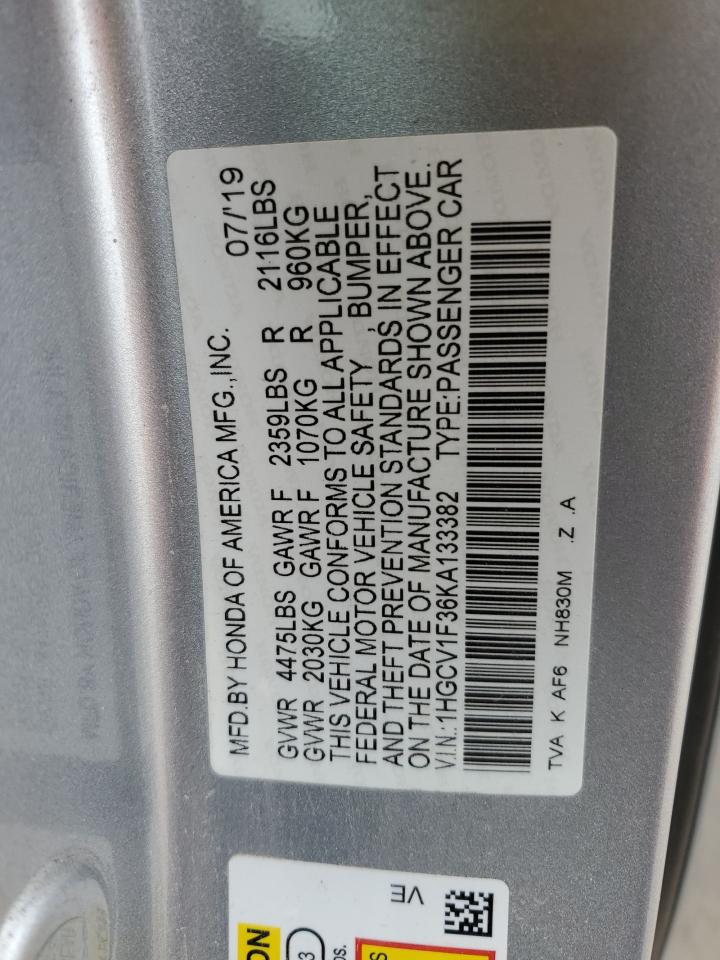 MFD.BY HONDA OF AMERICA MFG.,INC. 07/'19
GVWR 4475LBS GAWR F 2359LBS R 2116LBS
GVWR 2030KG GAWR F 1070KG R 960KG
THIS VEHICLE CONFORMS TO ALL APPLICABLE
FEDERAL MOTOR VEHICLE SAFETY , BUMPER,
AND THEFT PREVENTION STANDARDS IN EFFECT
ON THE DATE OF MANUFACTURE SHOWN ABOVE.
V.I.N.:1HGCV1F36KA133382 TYPE:PASSENGER CAR
TVA K AF6 NH830M .Z .A
VE